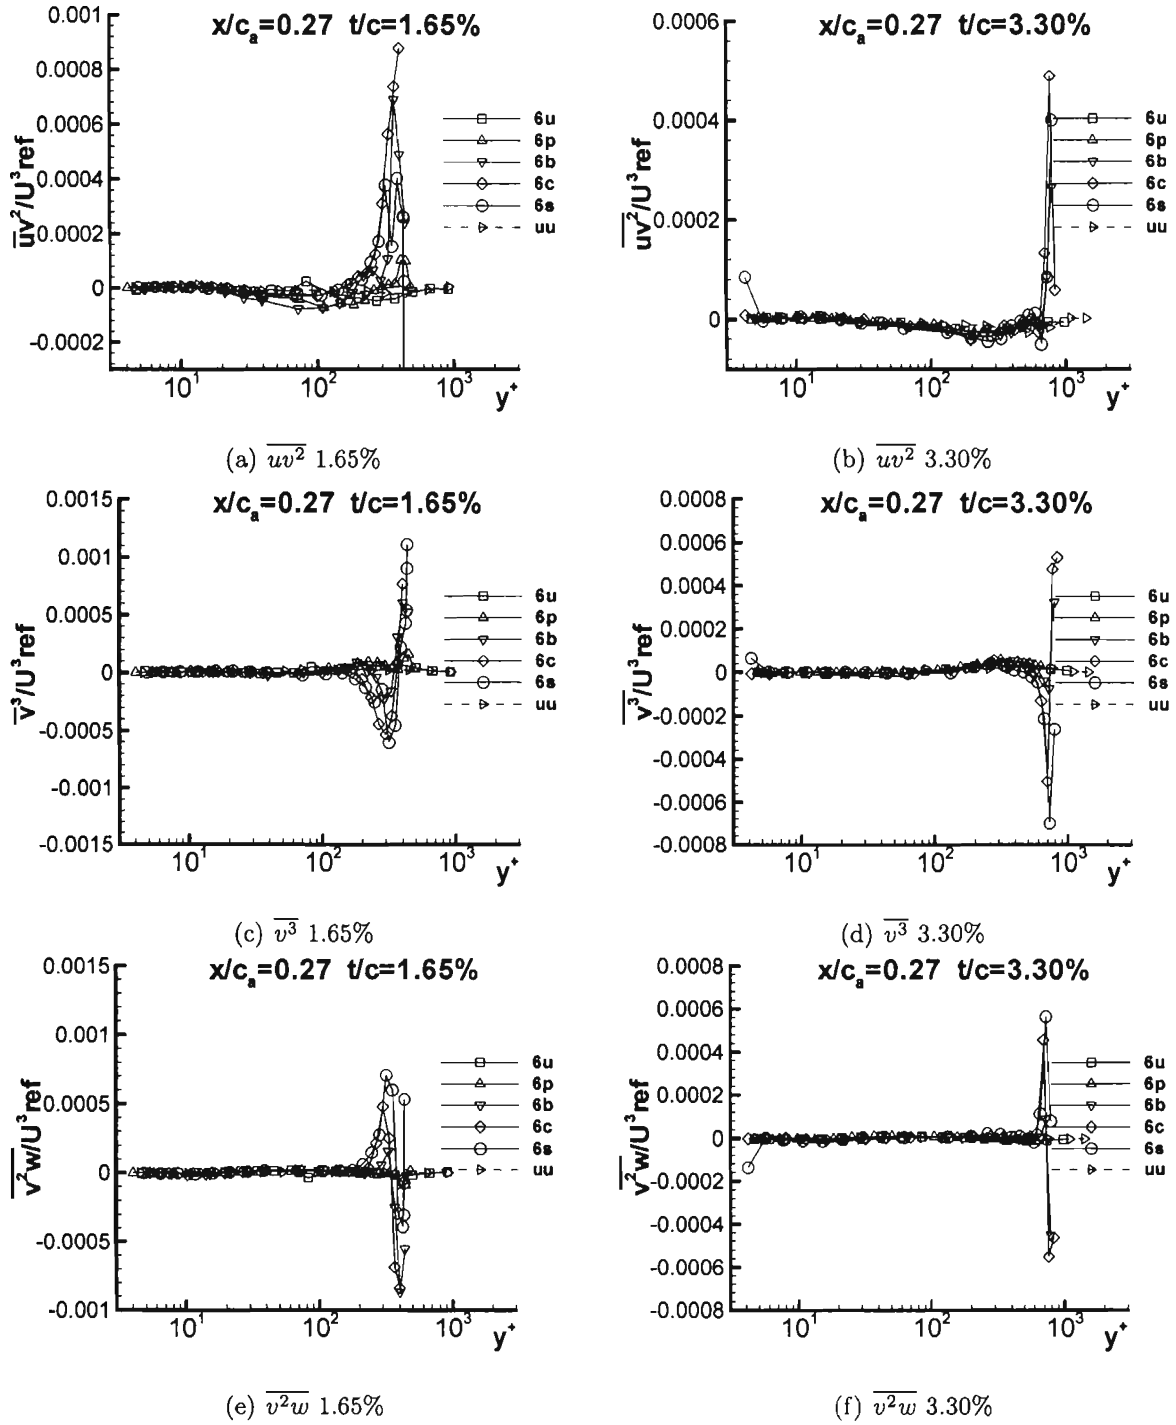 x/cₐ=0.27 t/c=1.65%
uv²/U³ref
0.001
0.0008
0.0006
0.0004
0.0002
0
-0.0002
10¹ 10² 10³ y⁺
6u
6p
6b
6c
6s
uu
(a) uv² 1.65%
x/cₐ=0.27 t/c=3.30%
uv²/U³ref
0.0006
0.0004
0.0002
0
10¹ 10² 10³ y⁺
6u
6p
6b
6c
6s
uu
(b) uv² 3.30%
x/cₐ=0.27 t/c=1.65%
v³/U³ref
0.0015
0.001
0.0005
0
-0.0005
-0.001
-0.0015
10¹ 10² 10³ y⁺
6u
6p
6b
6c
6s
uu
(c) v³ 1.65%
x/cₐ=0.27 t/c=3.30%
v³/U³ref
0.0008
0.0006
0.0004
0.0002
0
-0.0002
-0.0004
-0.0006
-0.0008
10¹ 10² 10³ y⁺
6u
6p
6b
6c
6s
uu
(d) v³ 3.30%
x/cₐ=0.27 t/c=1.65%
v²w/U³ref
0.0015
0.001
0.0005
0
-0.0005
-0.001
10¹ 10² 10³ y⁺
6u
6p
6b
6c
6s
uu
(e) v²w 1.65%
x/cₐ=0.27 t/c=3.30%
v²w/U³ref
0.0008
0.0006
0.0004
0.0002
0
-0.0002
-0.0004
-0.0006
-0.0008
10¹ 10² 10³ y⁺
6u
6p
6b
6c
6s
uu
(f) v²w 3.30%